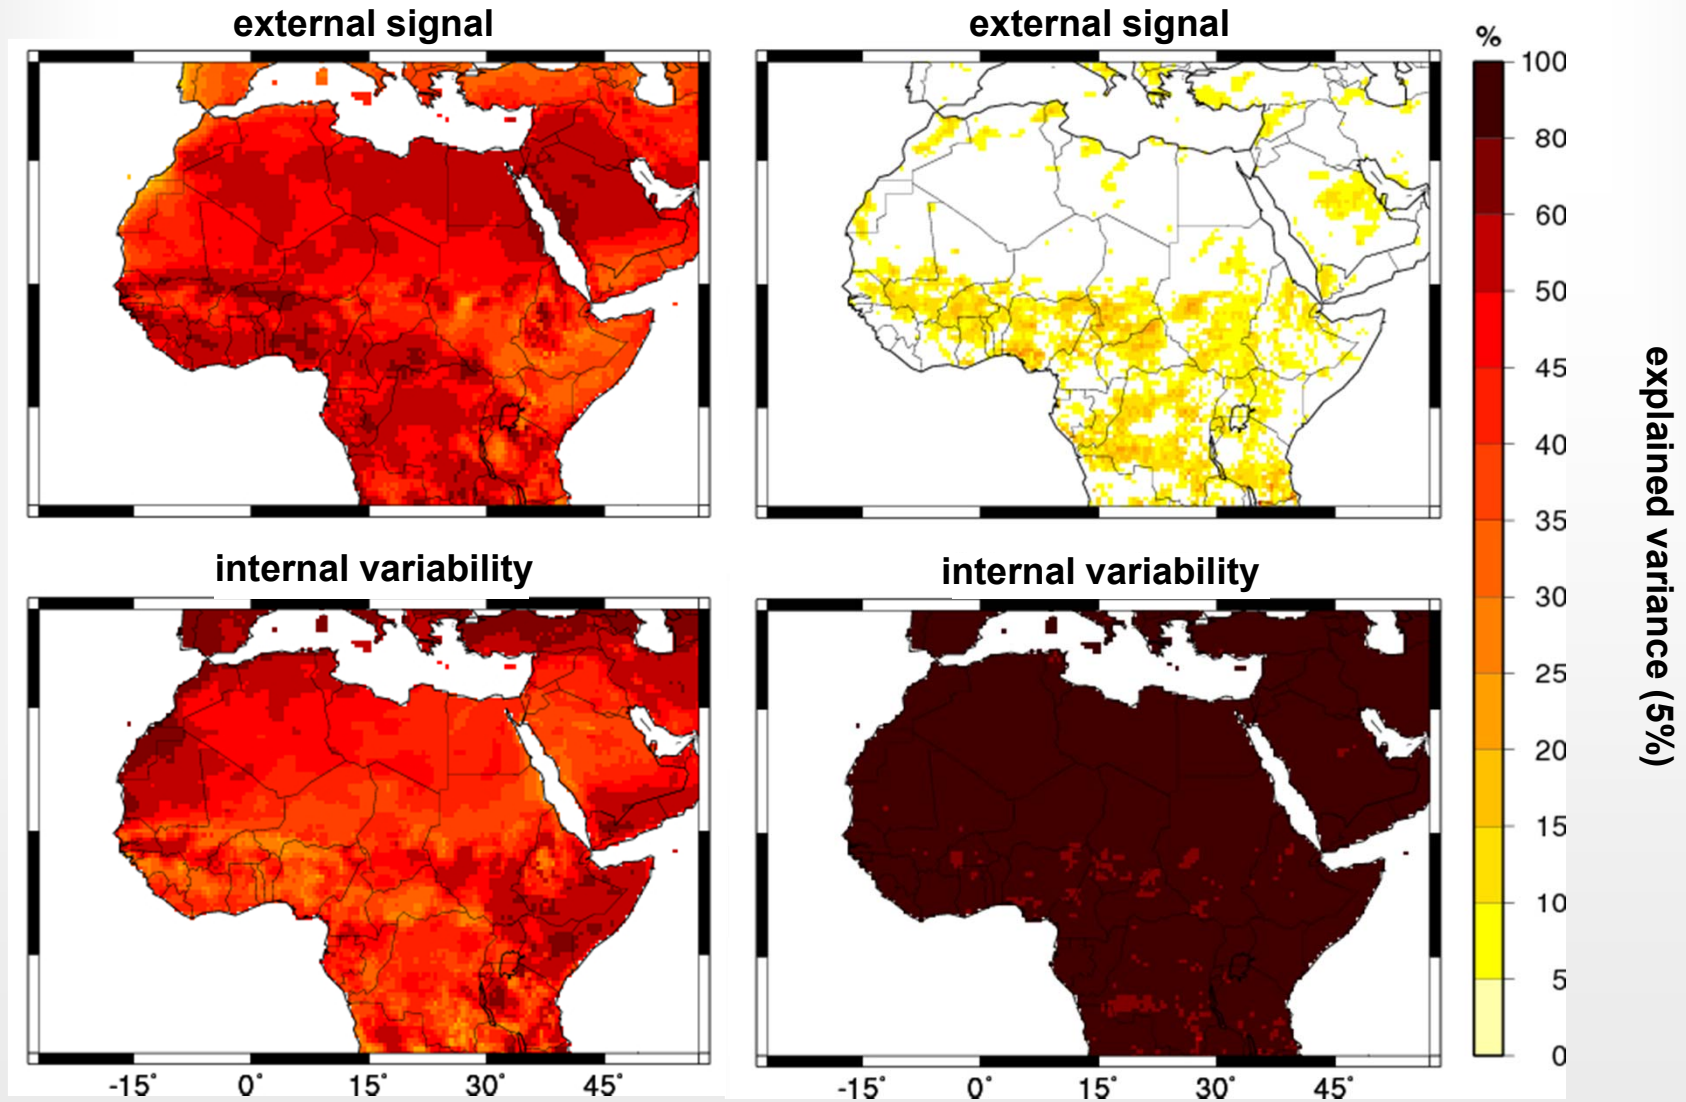 external signal
external signal
%
100
80
60
50
45
40
35
30
25
20
15
10
5
0
explained variance (5%)
internal variability
internal variability
-15° 0° 15° 30° 45°
-15° 0° 15° 30° 45°